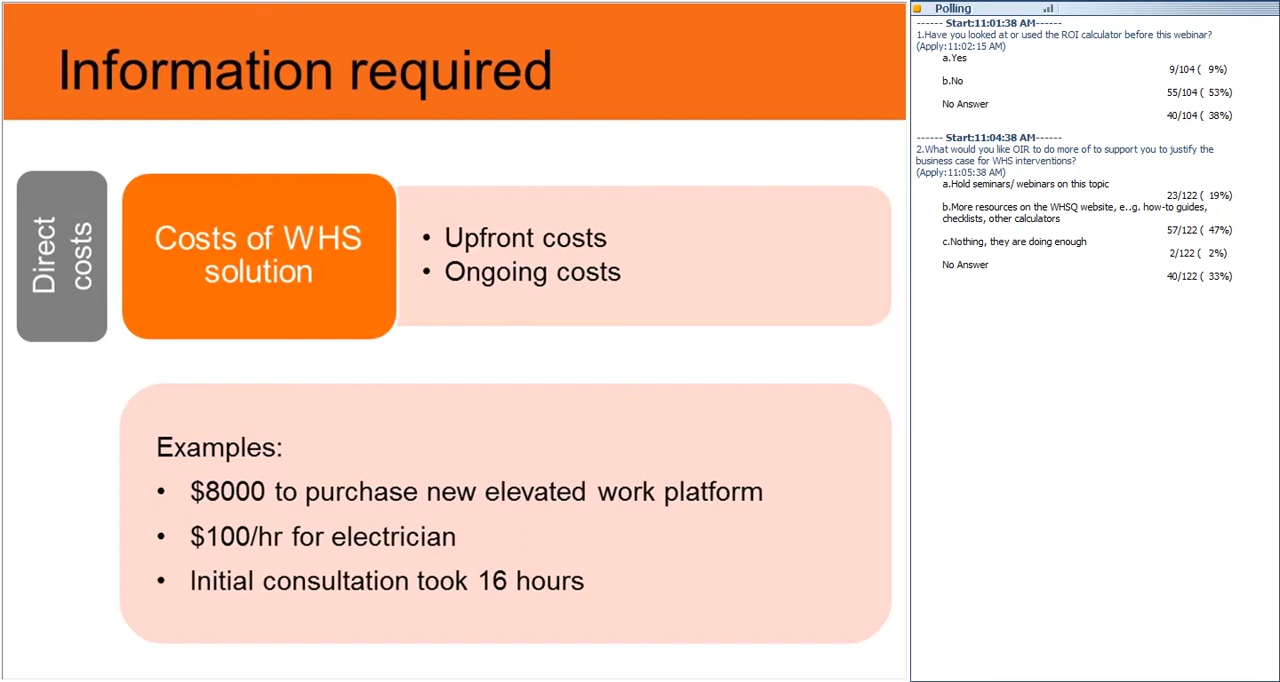 Information required
Direct
costs
Costs of WHS
solution
• Upfront costs
• Ongoing costs
Examples:
• $8000 to purchase new elevated work platform
• $100/hr for electrician
• Initial consultation took 16 hours
Polling
------ Start:11:01:38 AM------
1.Have you looked at or used the ROI calculator before this webinar?
(Apply:11:02:15 AM)
a.Yes
9/104 ( 9%)
b.No
55/104 ( 53%)
No Answer
40/104 ( 38%)
------ Start:11:04:38 AM------
2.What would you like OIR to do more of to support you to justify the
business case for WHS interventions?
(Apply:11:05:38 AM)
a.Hold seminars/ webinars on this topic
23/122 ( 19%)
b.More resources on the WHSQ website, e..g. how-to guides,
checklists, other calculators
57/122 ( 47%)
c.Nothing, they are doing enough
2/122 ( 2%)
No Answer
40/122 ( 33%)